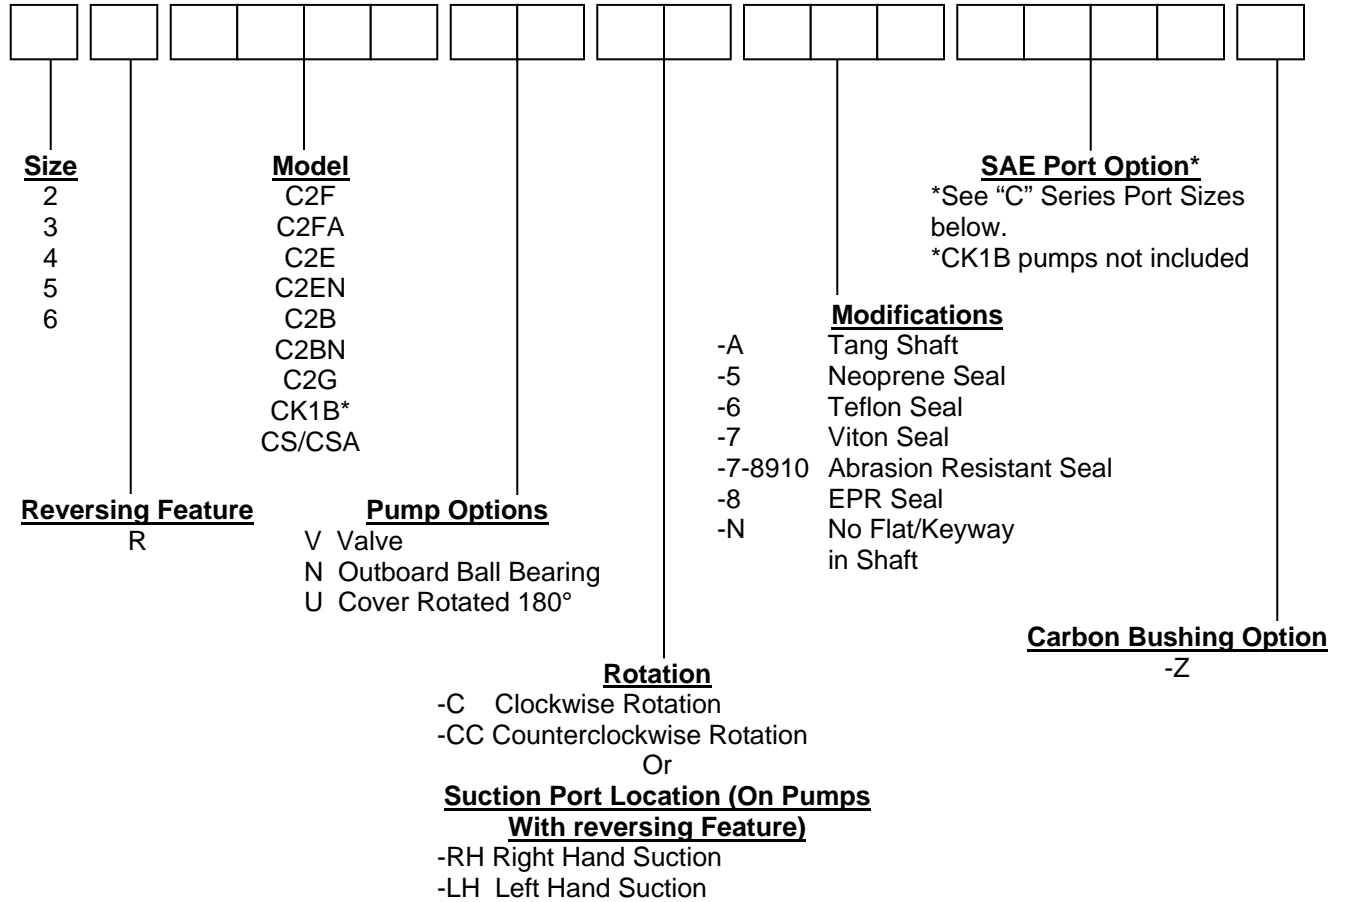 Size
2
3
4
5
6
Model
C2F
C2FA
C2E
C2EN
C2B
C2BN
C2G
CK1B*
CS/CSA
SAE Port Option*
*See “C” Series Port Sizes
below.
*CK1B pumps not included
Modifications
-A Tang Shaft
-5 Neoprene Seal
-6 Teflon Seal
-7 Viton Seal
-7-8910 Abrasion Resistant Seal
-8 EPR Seal
-N No Flat/Keyway
in Shaft
Reversing Feature
R
Pump Options
V Valve
N Outboard Ball Bearing
U Cover Rotated 180°
Carbon Bushing Option
-Z
Rotation
-C Clockwise Rotation
-CC Counterclockwise Rotation
Or
Suction Port Location (On Pumps
With reversing Feature)
-RH Right Hand Suction
-LH Left Hand Suction